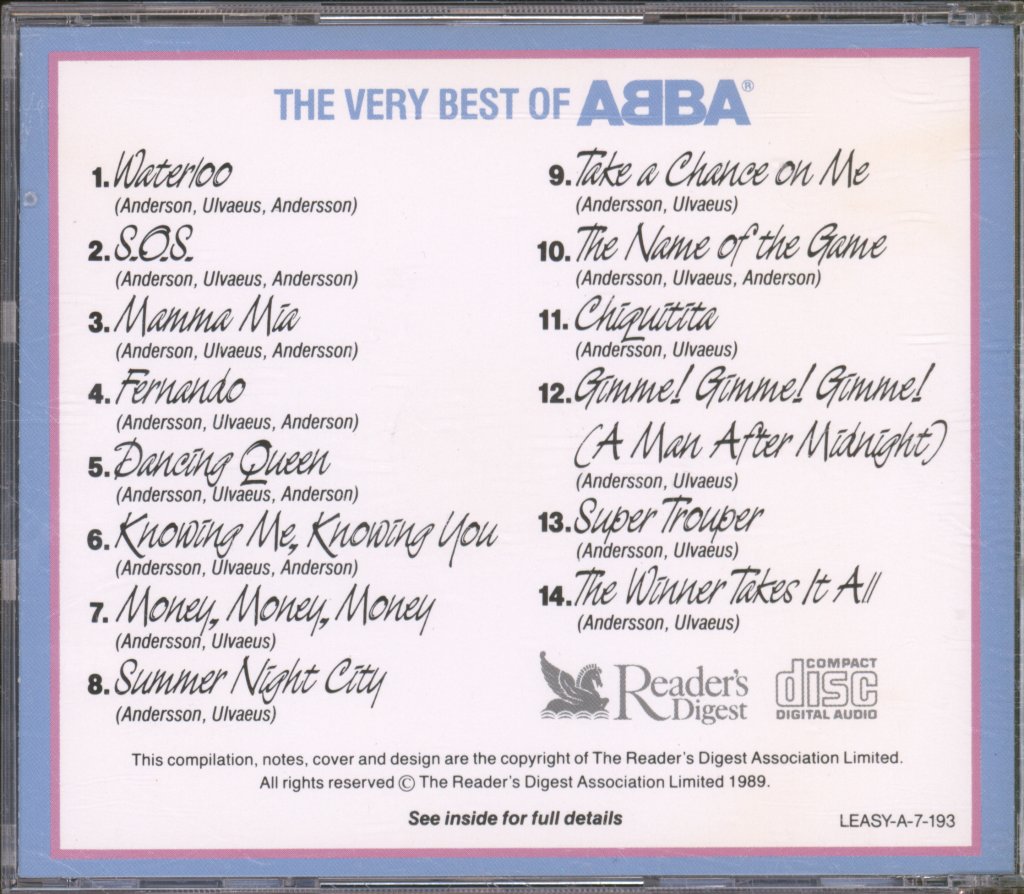 THE VERY BEST OF ABBA®
1. Waterloo
(Anderson, Ulvaeus, Andersson)
2. S.O.S.
(Anderson, Ulvaeus, Andersson)
3. Mamma Mia
(Anderson, Ulvaeus, Andersson)
4. Fernando
(Andersson, Ulvaeus, Anderson)
5. Dancing Queen
(Andersson, Ulvaeus, Anderson)
6. Knowing Me, Knowing You
(Andersson, Ulvaeus, Anderson)
7. Money, Money, Money
(Andersson, Ulvaeus)
8. Summer Night City
(Andersson, Ulvaeus)
9. Take a Chance on Me
(Andersson, Ulvaeus)
10. The Name of the Game
(Andersson, Ulvaeus, Anderson)
11. Chiquitita
(Andersson, Ulvaeus)
12. Gimme! Gimme! Gimme!
(A Man After Midnight)
(Andersson, Ulvaeus)
13. Super Trouper
(Andersson, Ulvaeus)
14. The Winner Takes It All
(Andersson, Ulvaeus)
Reader's
Digest
COMPACT
disc
DIGITAL AUDIO
This compilation, notes, cover and design are the copyright of The Reader's Digest Association Limited.
All rights reserved © The Reader's Digest Association Limited 1989.
See inside for full details
LEASY-A-7-193